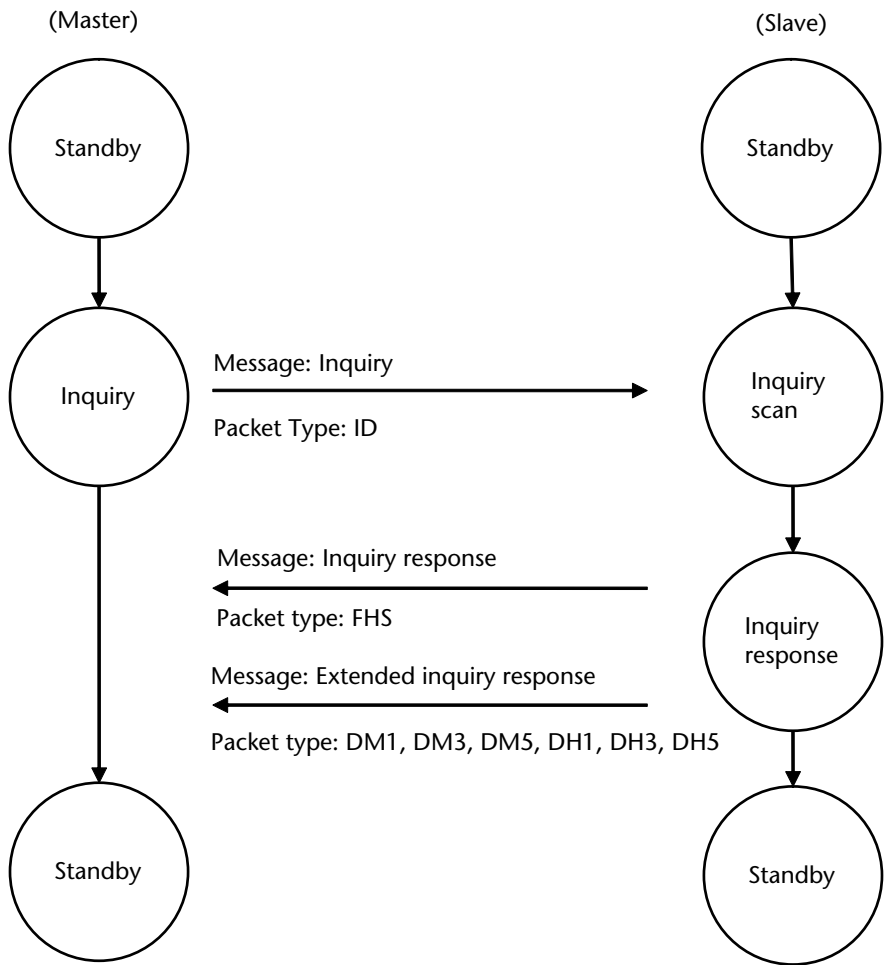 (Master)
(Slave)
Standby
Standby
Message: Inquiry
Inquiry
Packet Type: ID
Inquiry
scan
Message: Inquiry response
Packet type: FHS
Inquiry
response
Message: Extended inquiry response
Packet type: DM1, DM3, DM5, DH1, DH3, DH5
Standby
Standby